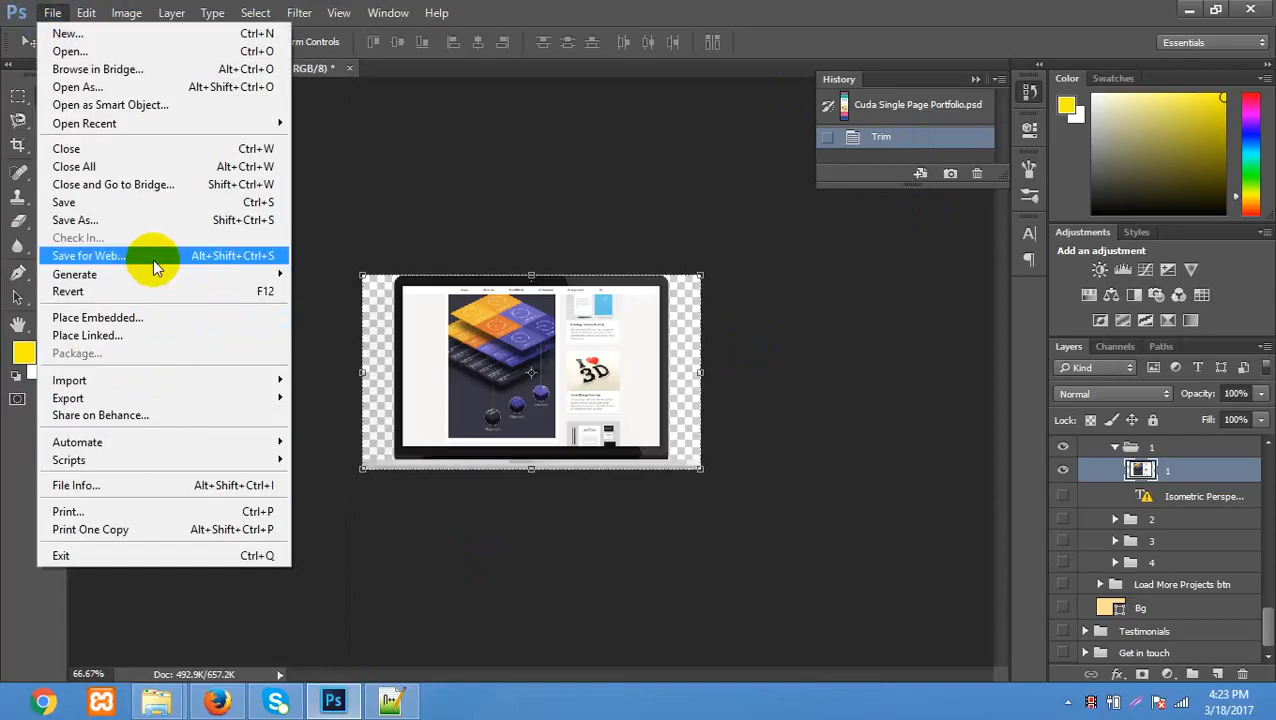 Ps File Edit Image Layer Type Select Filter View Window Help
rm Controls
Essentials
RGB/8) *
New... Ctrl+N
Open... Ctrl+O
Browse in Bridge... Alt+Ctrl+O
Open As... Alt+Shift+Ctrl+O
Open as Smart Object...
Open Recent
Close Ctrl+W
Close All Alt+Ctrl+W
Close and Go to Bridge... Shift+Ctrl+W
Save Ctrl+S
Save As... Shift+Ctrl+S
Check In...
Save for Web... Alt+Shift+Ctrl+S
Generate
Revert F12
Place Embedded...
Place Linked...
Package...
Import
Export
Share on Behance...
Automate
Scripts
File Info... Alt+Shift+Ctrl+I
Print... Ctrl+P
Print One Copy Alt+Shift+Ctrl+P
Exit Ctrl+Q
I ♥
3D
History
Cuda Single Page Portfolio.psd
Trim
Color Swatches
Adjustments Styles
Add an adjustment
Layers Channels Paths
Kind
Normal Opacity: 100%
Lock: Fill: 100%
1
1
Isometric Perspe...
2
3
4
Load More Projects btn
Bg
Testimonials
Get in touch
66.67% Doc: 492.9K/657.2K
Ps
4:23 PM
3/18/2017